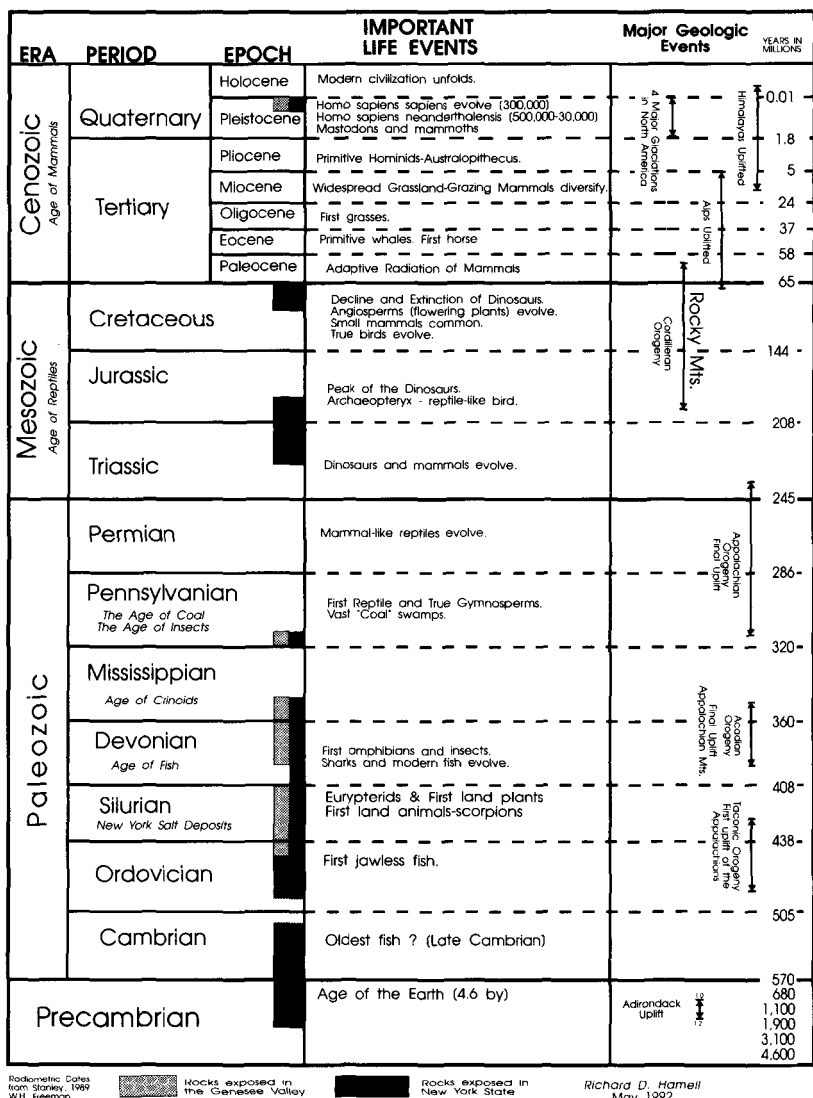 ERA PERIOD EPOCH
IMPORTANT
LIFE EVENTS
Major Geologic
Events
YEARS IN
MILLIONS
Cenozoic
Age of Mammals
Quaternary
Holocene
Modern civilization unfolds.
0.01
Pleistocene
Homo sapiens sapiens evolve (300,000)
Homo sapiens neanderthalensis (500,000-30,000)
Mastodons and mammoths
4 Major Glaciations
in North America
Himalayas Uplifted
1.8
Tertiary
Pliocene
Primitive Hominids-Australopithecus.
5
Miocene
Widespread Grassland-Grazing Mammals diversify.
24
Oligocene
First grasses.
37
Alps Uplifted
Eocene
Primitive whales. First horse
58
Paleocene
Adaptive Radiation of Mammals
65
Mesozoic
Age of Reptiles
Cretaceous
Decline and Extinction of Dinosaurs.
Angiosperms (flowering plants) evolve.
Small mammals common.
True birds evolve.
Rocky Mts.
Cordilleran
Orogeny
144
Jurassic
Peak of the Dinosaurs.
Archaeopteryx - reptile-like bird.
208
Triassic
Dinosaurs and mammals evolve.
245
Paleozoic
Permian
Mammal-like reptiles evolve.
Appalachian
Orogeny
Final Uplift
286
Pennsylvanian
The Age of Coal
The Age of Insects
First Reptile and True Gymnosperms.
Vast "Coal" swamps.
320
Mississippian
Age of Crinoids
Acadian
Orogeny
Final Uplift
Appalachian Mts.
360
Devonian
Age of Fish
First amphibians and insects.
Sharks and modern fish evolve.
408
Silurian
New York Salt Deposits
Eurypterids & First land plants
First land animals-scorpions
Taconic Orogeny
First uplift of the
Appalachians
438
Ordovician
First jawless fish.
505
Cambrian
Oldest fish ? (Late Cambrian)
570
Precambrian
Age of the Earth (4.6 by)
Adirondack
Uplift
680
1,100
1,900
3,100
4,600
Radiometric Dates
from Stanley, 1989
W.H. Freeman
Rocks exposed in
the Genesee Valley
Rocks exposed in
New York State
Richard D. Hamell
May 1992